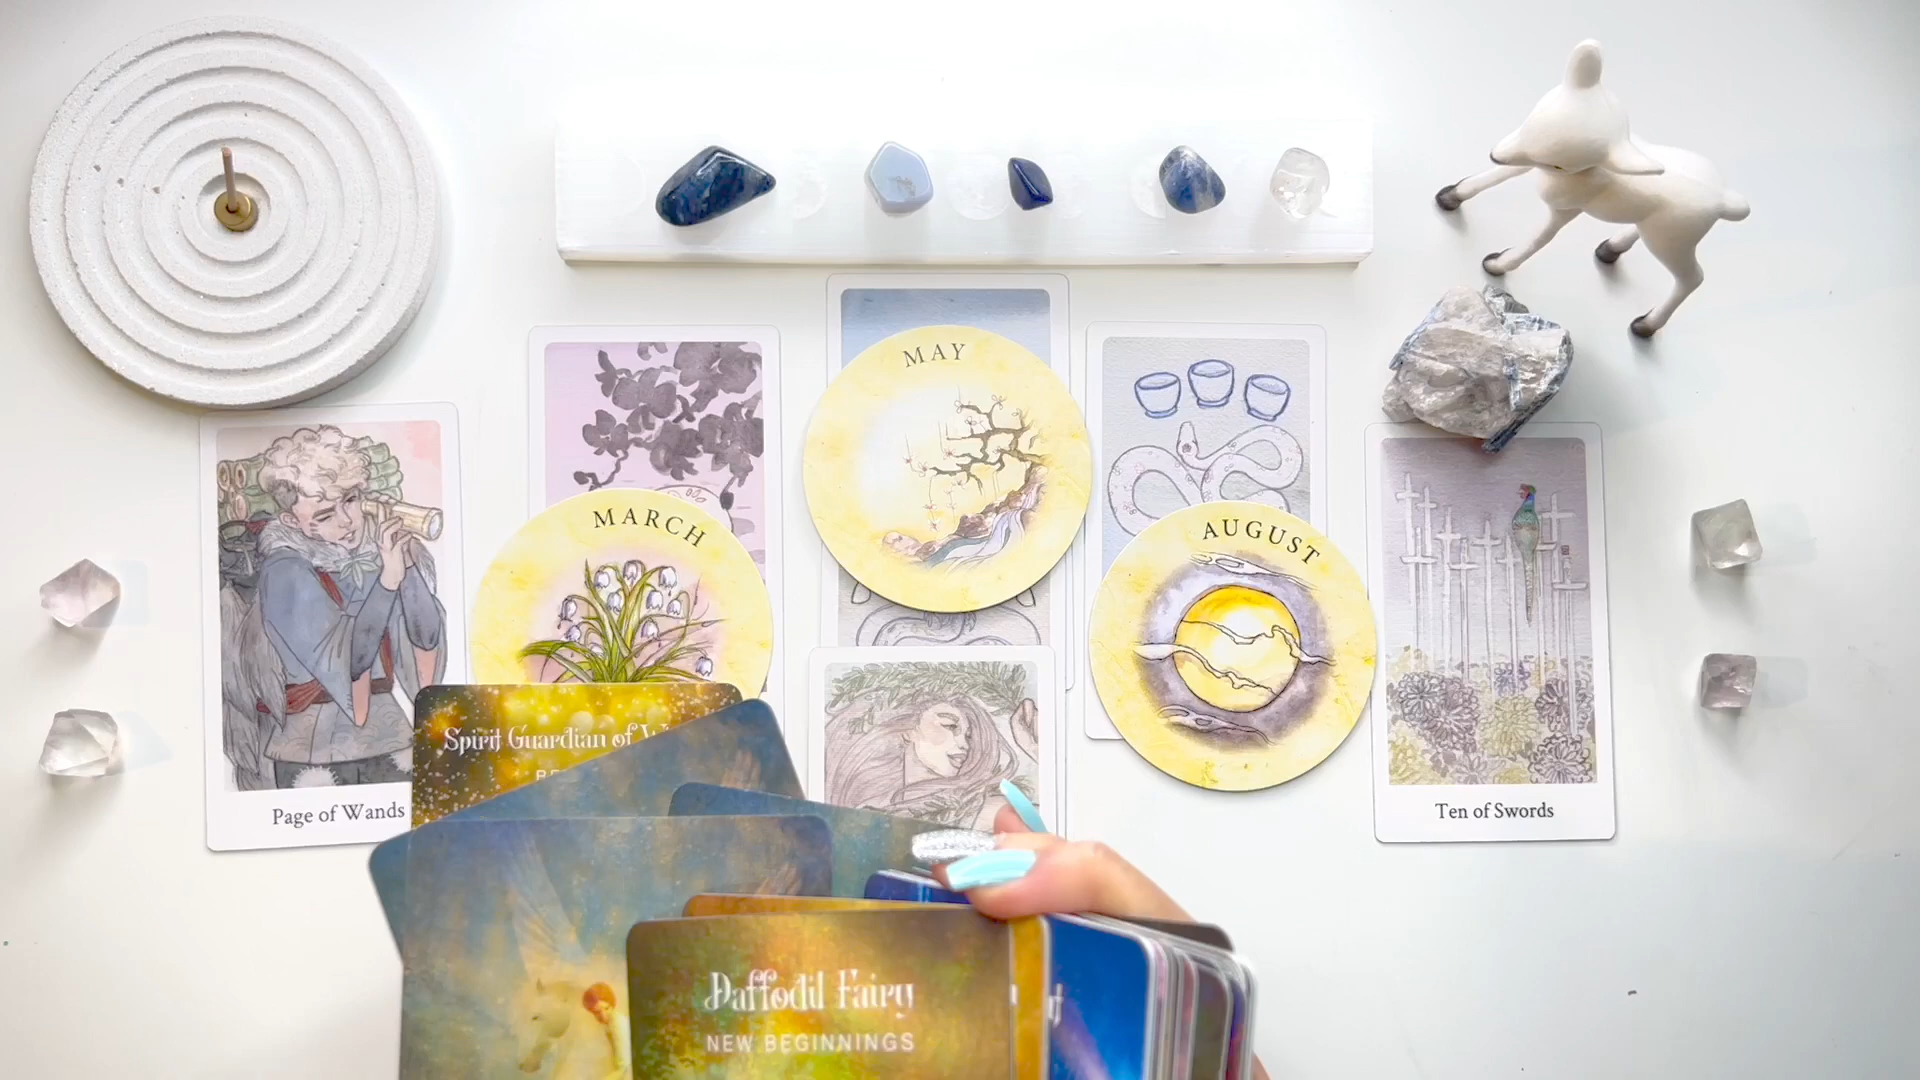 MAY
MARCH
AUGUST
Spirit Guardian of
Page of Wands
Ten of Swords
Daffodil Fairy
NEW BEGINNINGS